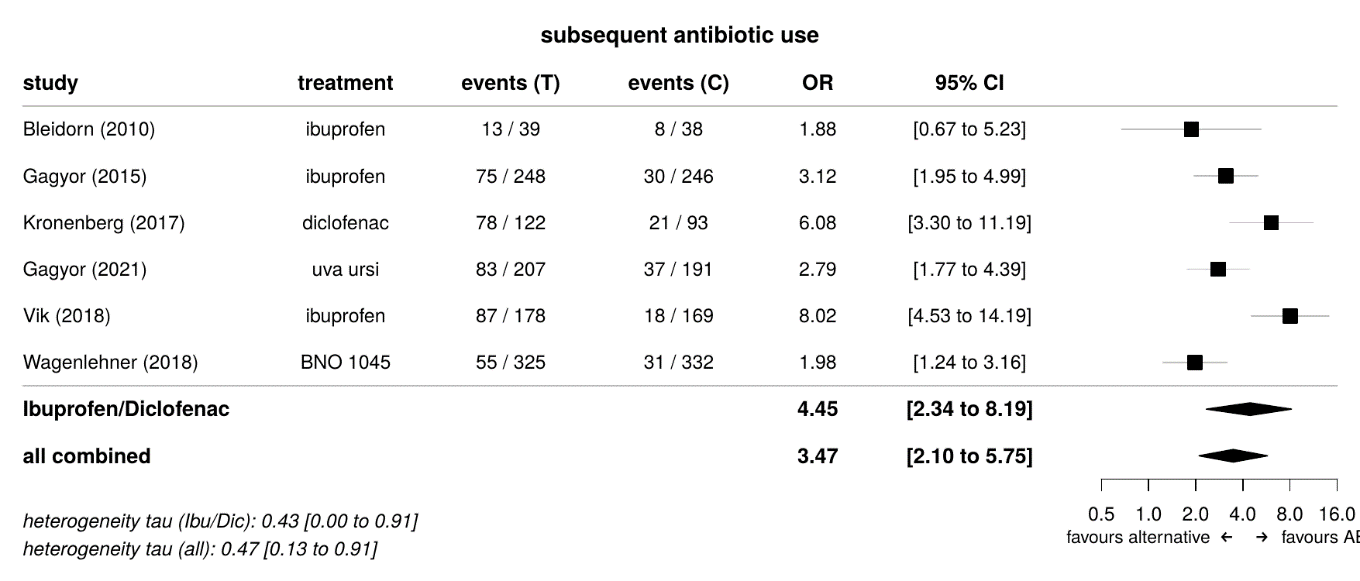 subsequent antibiotic use
study treatment events (T) events (C) OR 95% CI
Bleidorn (2010) ibuprofen 13 / 39 8 / 38 1.88 [0.67 to 5.23]
Gagyor (2015) ibuprofen 75 / 248 30 / 246 3.12 [1.95 to 4.99]
Kronenberg (2017) diclofenac 78 / 122 21 / 93 6.08 [3.30 to 11.19]
Gagyor (2021) uva ursi 83 / 207 37 / 191 2.79 [1.77 to 4.39]
Vik (2018) ibuprofen 87 / 178 18 / 169 8.02 [4.53 to 14.19]
Wagenlehner (2018) BNO 1045 55 / 325 31 / 332 1.98 [1.24 to 3.16]
Ibuprofen/Diclofenac 4.45 [2.34 to 8.19]
all combined 3.47 [2.10 to 5.75]
0.5 1.0 2.0 4.0 8.0 16.0
favours alternative ← → favours
heterogeneity tau (Ibu/Dic): 0.43 [0.00 to 0.91]
heterogeneity tau (all): 0.47 [0.13 to 0.91]